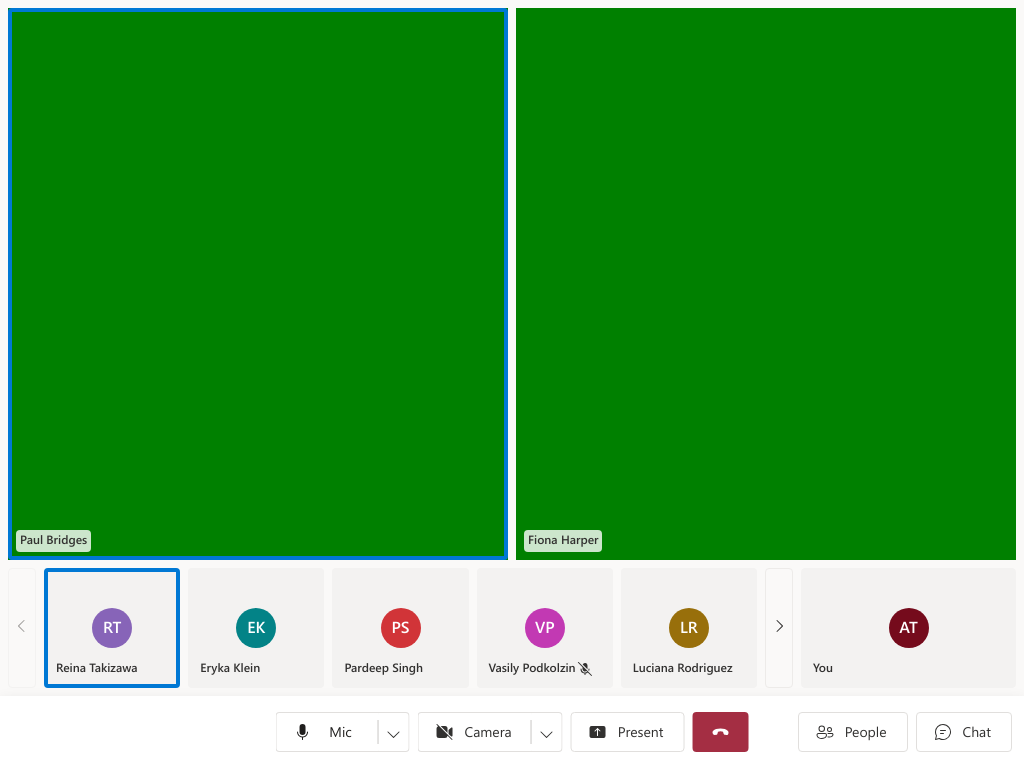 Paul Bridges
Fiona Harper
RT
Reina Takizawa
EK
Eryka Klein
PS
Pardeep Singh
VP
Vasily Podkolzin
LR
Luciana Rodriguez
AT
You
Mic
Camera
Present
People
Chat